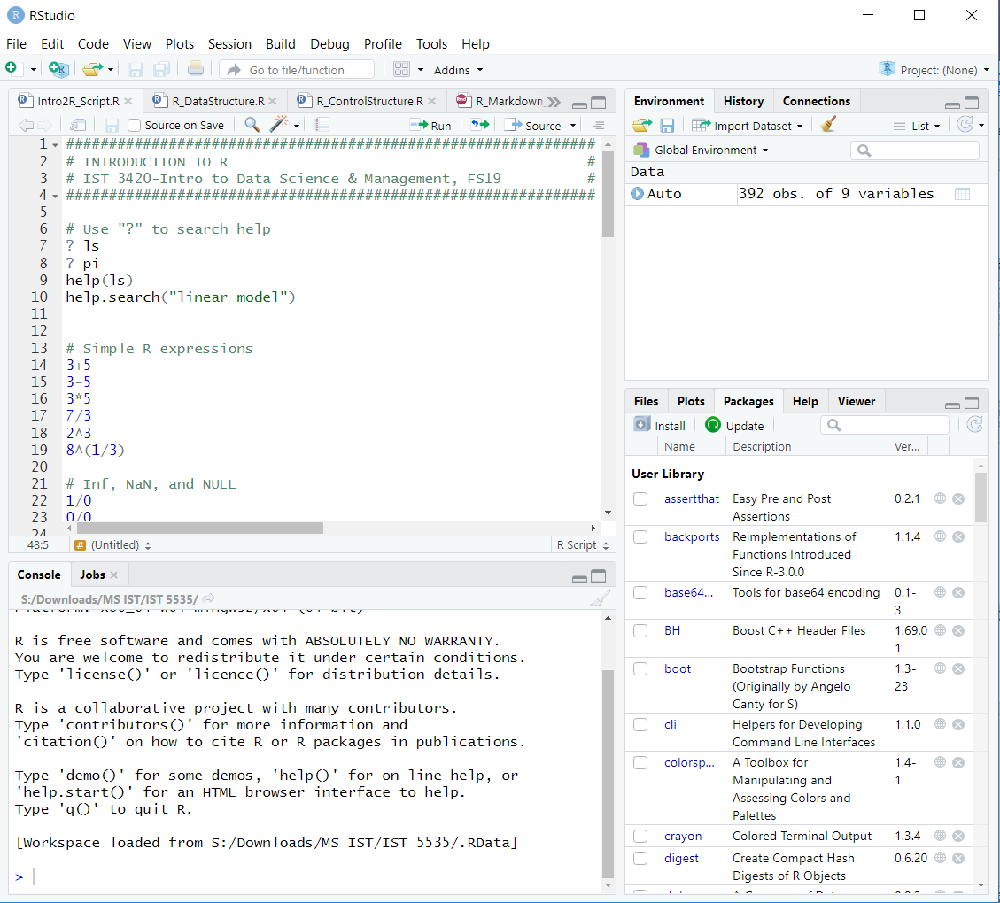 RStudio
File Edit Code View Plots Session Build Debug Profile Tools Help
Go to file/function Addins Project: (None)
Intro2R_Script.R R_DataStructure.R R_ControlStructure.R R_Markdown
Source on Save Run Source
1 ##############################################################
2 # INTRODUCTION TO R #
3 # IST 3420-Intro to Data Science & Management, FS19 #
4 ##############################################################
5
6 # Use "?" to search help
7 ? ls
8 ? pi
9 help(ls)
10 help.search("linear model")
11
12
13 # Simple R expressions
14 3+5
15 3-5
16 3*5
17 7/3
18 2^3
19 8^(1/3)
20
21 # Inf, NaN, and NULL
22 1/0
23 0/0
24
48:5 # (Untitled) R Script
Console Jobs
S:/Downloads/MS IST/IST 5535/
R is free software and comes with ABSOLUTELY NO WARRANTY.
You are welcome to redistribute it under certain conditions.
Type 'license()' or 'licence()' for distribution details.
R is a collaborative project with many contributors.
Type 'contributors()' for more information and
'citation()' on how to cite R or R packages in publications.
Type 'demo()' for some demos, 'help()' for on-line help, or
'help.start()' for an HTML browser interface to help.
Type 'q()' to quit R.
[Workspace loaded from S:/Downloads/MS IST/IST 5535/.RData]
>
Environment History Connections
Import Dataset List
Global Environment
Data
Auto 392 obs. of 9 variables
Files Plots Packages Help Viewer
Install Update
Name Description Ver...
User Library
assertthat Easy Pre and Post 0.2.1
Assertions
backports Reimplementations of 1.1.4
Functions Introduced
Since R-3.0.0
base64... Tools for base64 encoding 0.1-
3
BH Boost C++ Header Files 1.69.0
1
boot Bootstrap Functions 1.3-
(Originally by Angelo 23
Canty for S)
cli Helpers for Developing 1.1.0
Command Line Interfaces
colorsp... A Toolbox for 1.4-
Manipulating and 1
Assessing Colors and
Palettes
crayon Colored Terminal Output 1.3.4
digest Create Compact Hash 0.6.20
Digests of R Objects